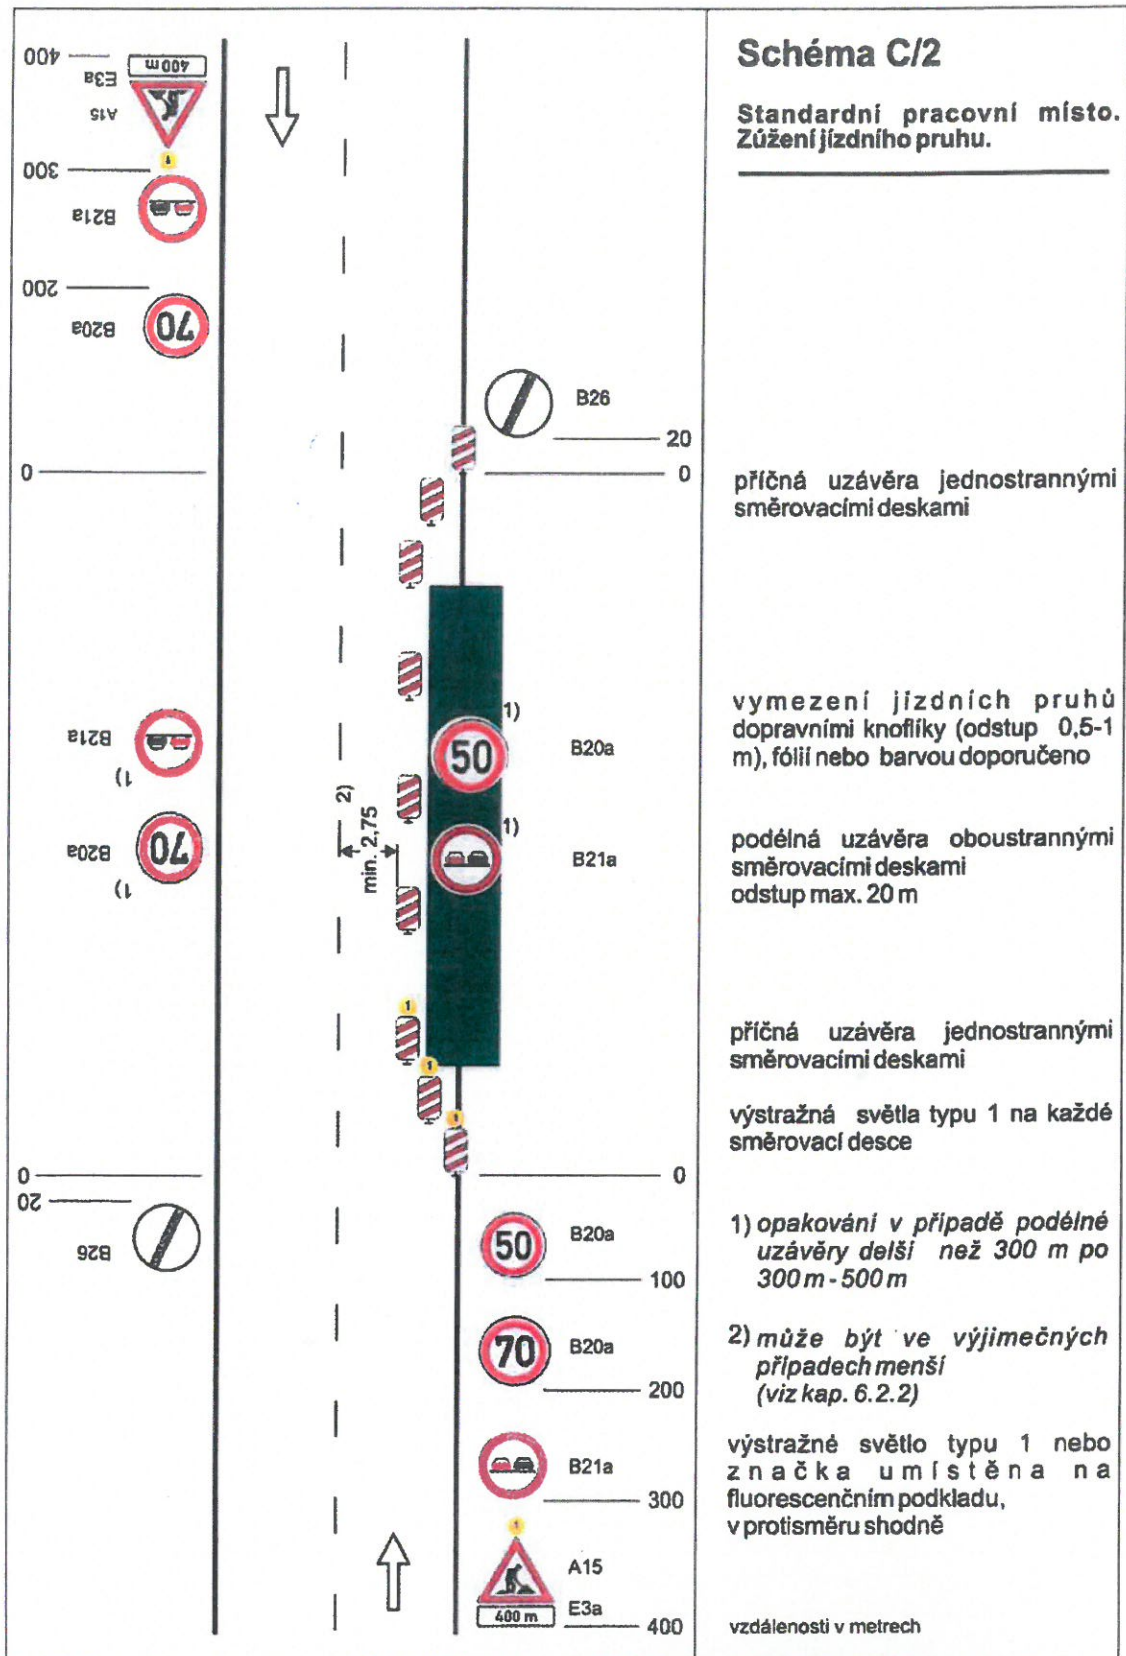 Schéma C/2
Standardní pracovní místo.
Zúžení jízdního pruhu.
400
400 m
E3a
A15
1
300
B21a
200
70
B20a
B26
20
0
0
příčná uzávěra jednostrannými
směrovacími deskami
vymezení jízdních pruhů
dopravními knoflíky (odstup 0,5-1
m), fólií nebo barvou doporučeno
1)
50
B20a
B21a
1)
2)
min. 2,75
1)
B21a
70
B20a
1)
podélná uzávěra oboustrannými
směrovacími deskami
odstup max. 20 m
1
1
1
příčná uzávěra jednostrannými
směrovacími deskami
výstražná světla typu 1 na každé
směrovací desce
0
0
20
B26
50
B20a
100
1) opakování v případě podélné
uzávěry delší než 300 m po
300 m - 500 m
70
B20a
200
2) může být ve výjimečných
případech menší
(viz kap. 6.2.2)
B21a
300
výstražné světlo typu 1 nebo
značka umístěna na
fluorescenčním podkladu,
v protisměru shodně
1
A15
400 m
E3a
400
vzdálenosti v metrech